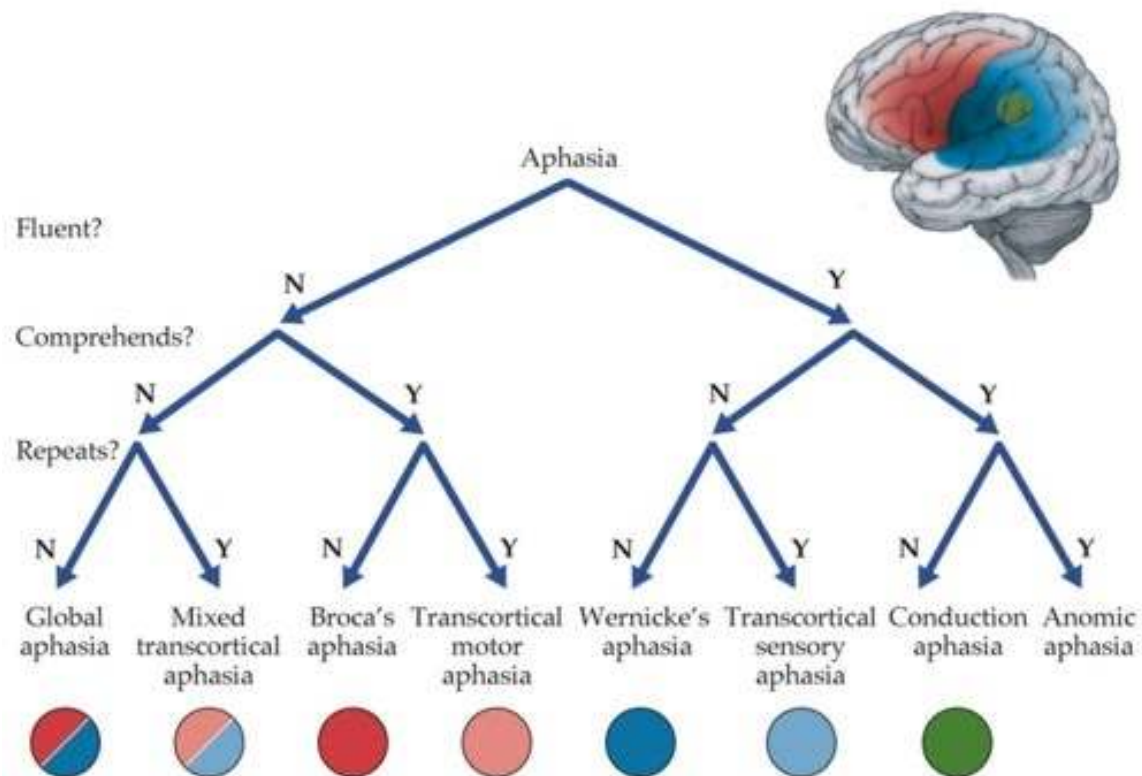 Aphasia
Fluent?
N
Y
Comprehends?
N
Y
N
Y
Repeats?
N
Y
N
Y
N
Y
N
Y
Global
aphasia
Mixed
transcortical
aphasia
Broca's
aphasia
Transcortical
motor
aphasia
Wernicke's
aphasia
Transcortical
sensory
aphasia
Conduction
aphasia
Anomic
aphasia